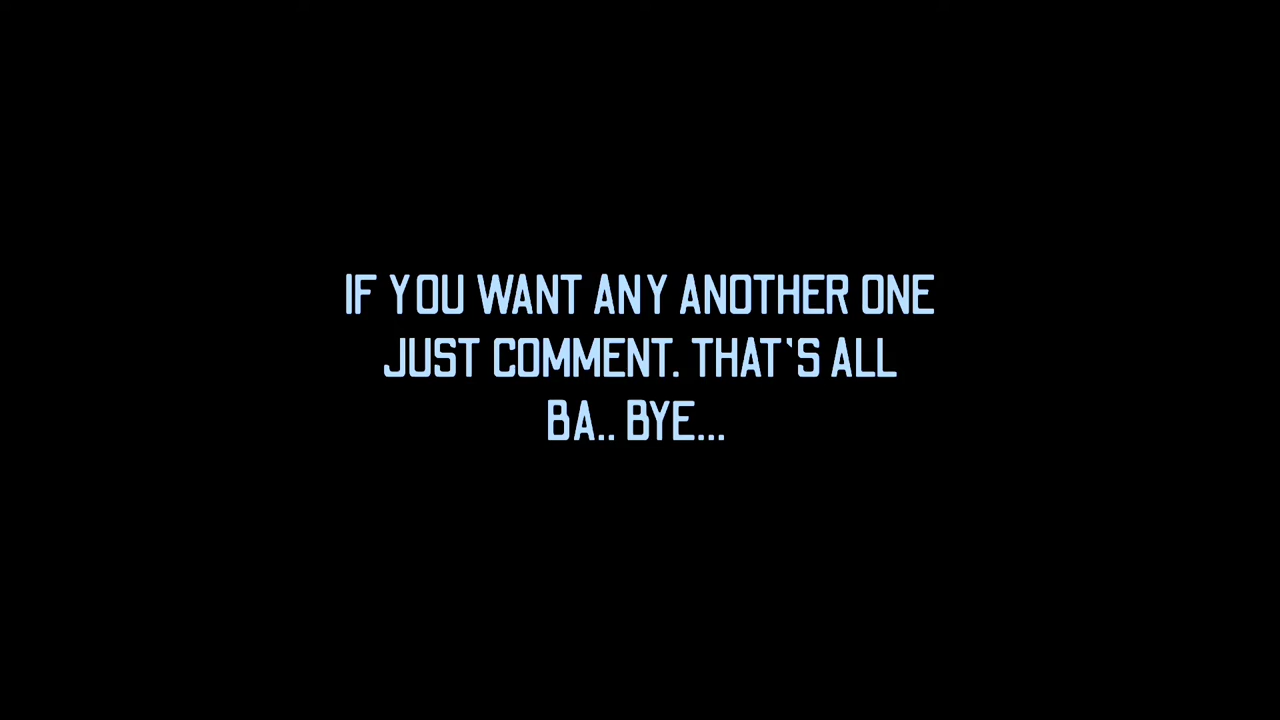 IF YOU WANT ANY ANOTHER ONE
JUST COMMENT. THAT'S ALL
BA.. BYE...